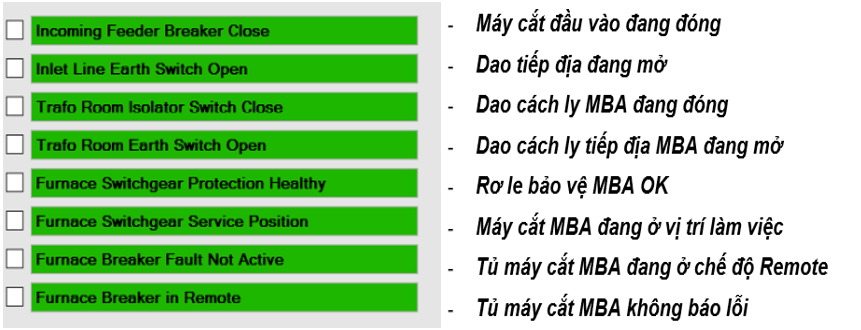 Incoming Feeder Breaker Close - Máy cắt đầu vào đang đóng
Inlet Line Earth Switch Open - Dao tiếp địa đang mở
Trafo Room Isolator Switch Close - Dao cách ly MBA đang đóng
Trafo Room Earth Switch Open - Dao cách ly tiếp địa MBA đang mở
Furnace Switchgear Protection Healthy - Rơ le bảo vệ MBA OK
Furnace Switchgear Service Position - Máy cắt MBA đang ở vị trí làm việc
Furnace Breaker Fault Not Active - Tủ máy cắt MBA đang ở chế độ Remote
Furnace Breaker in Remote - Tủ máy cắt MBA không báo lỗi